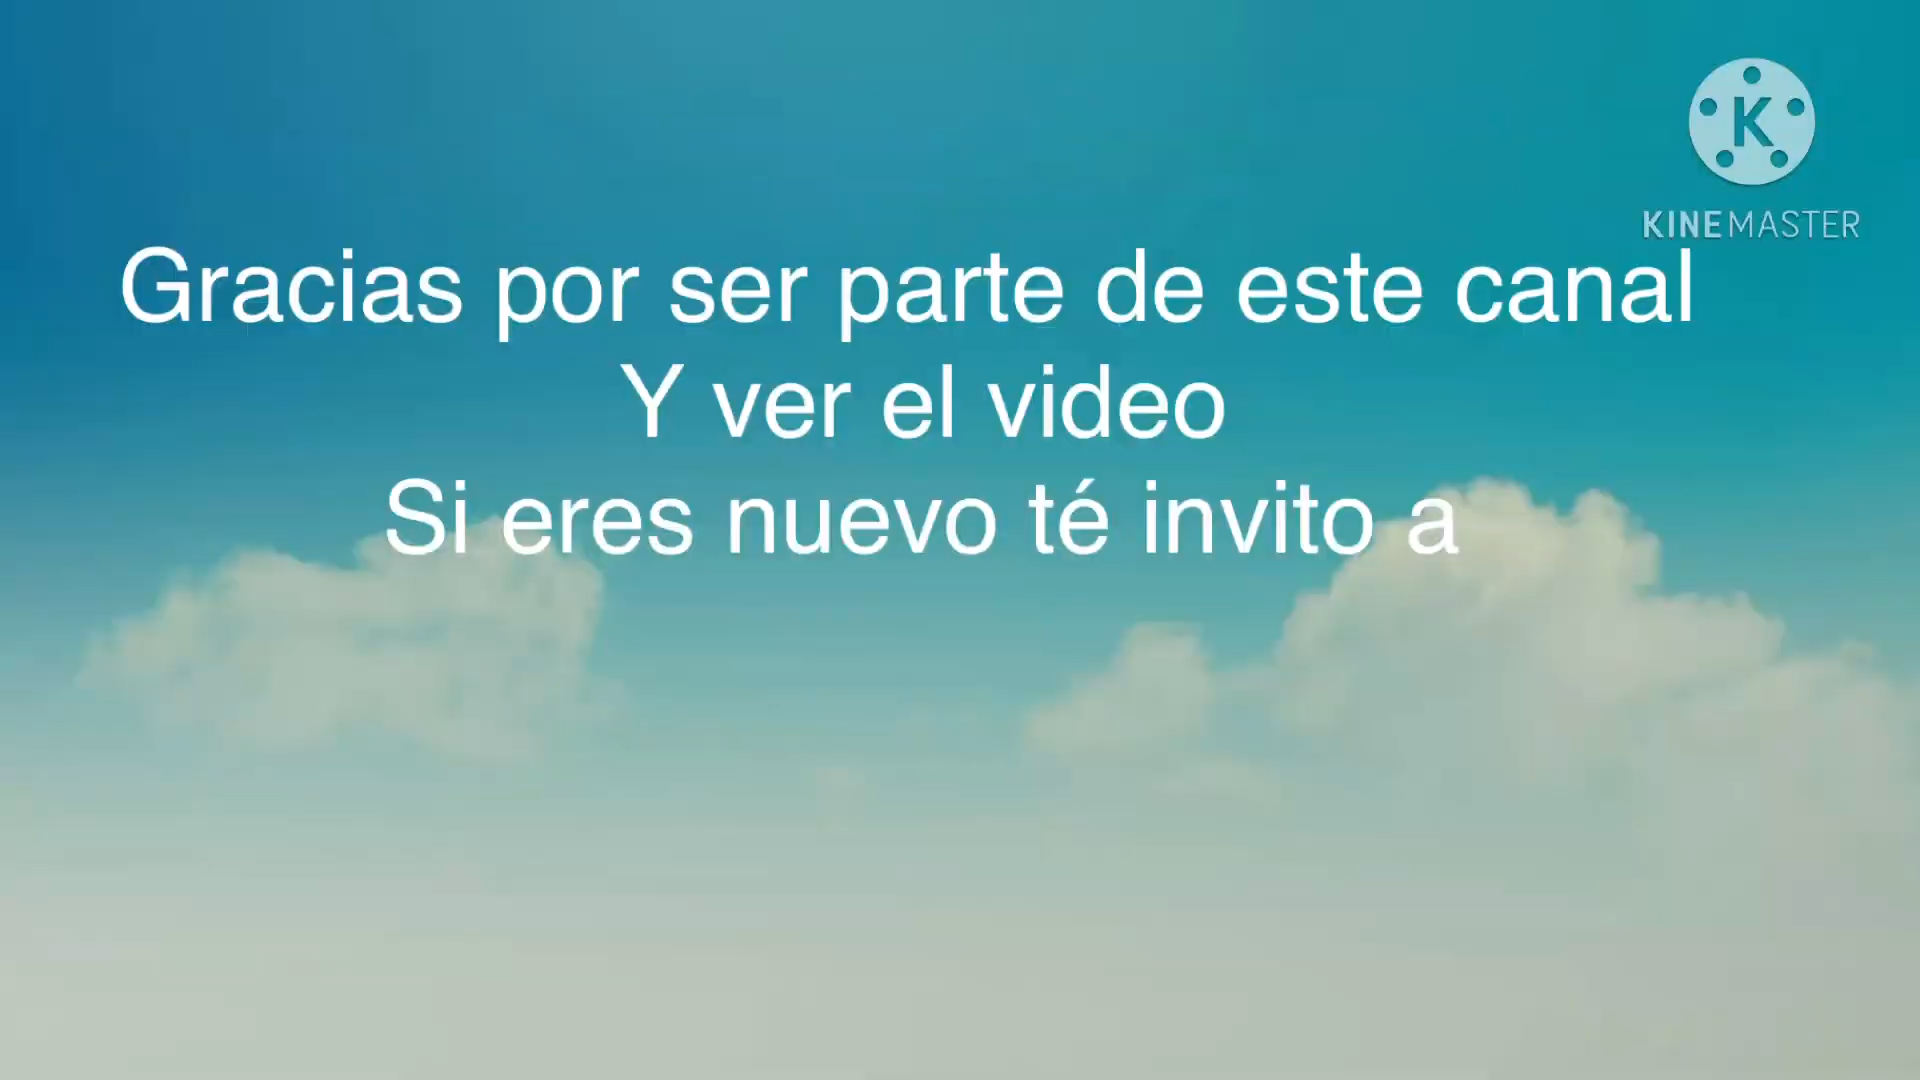 K
KINEMASTER
Gracias por ser parte de este canal
Y ver el video
Si eres nuevo té invito a